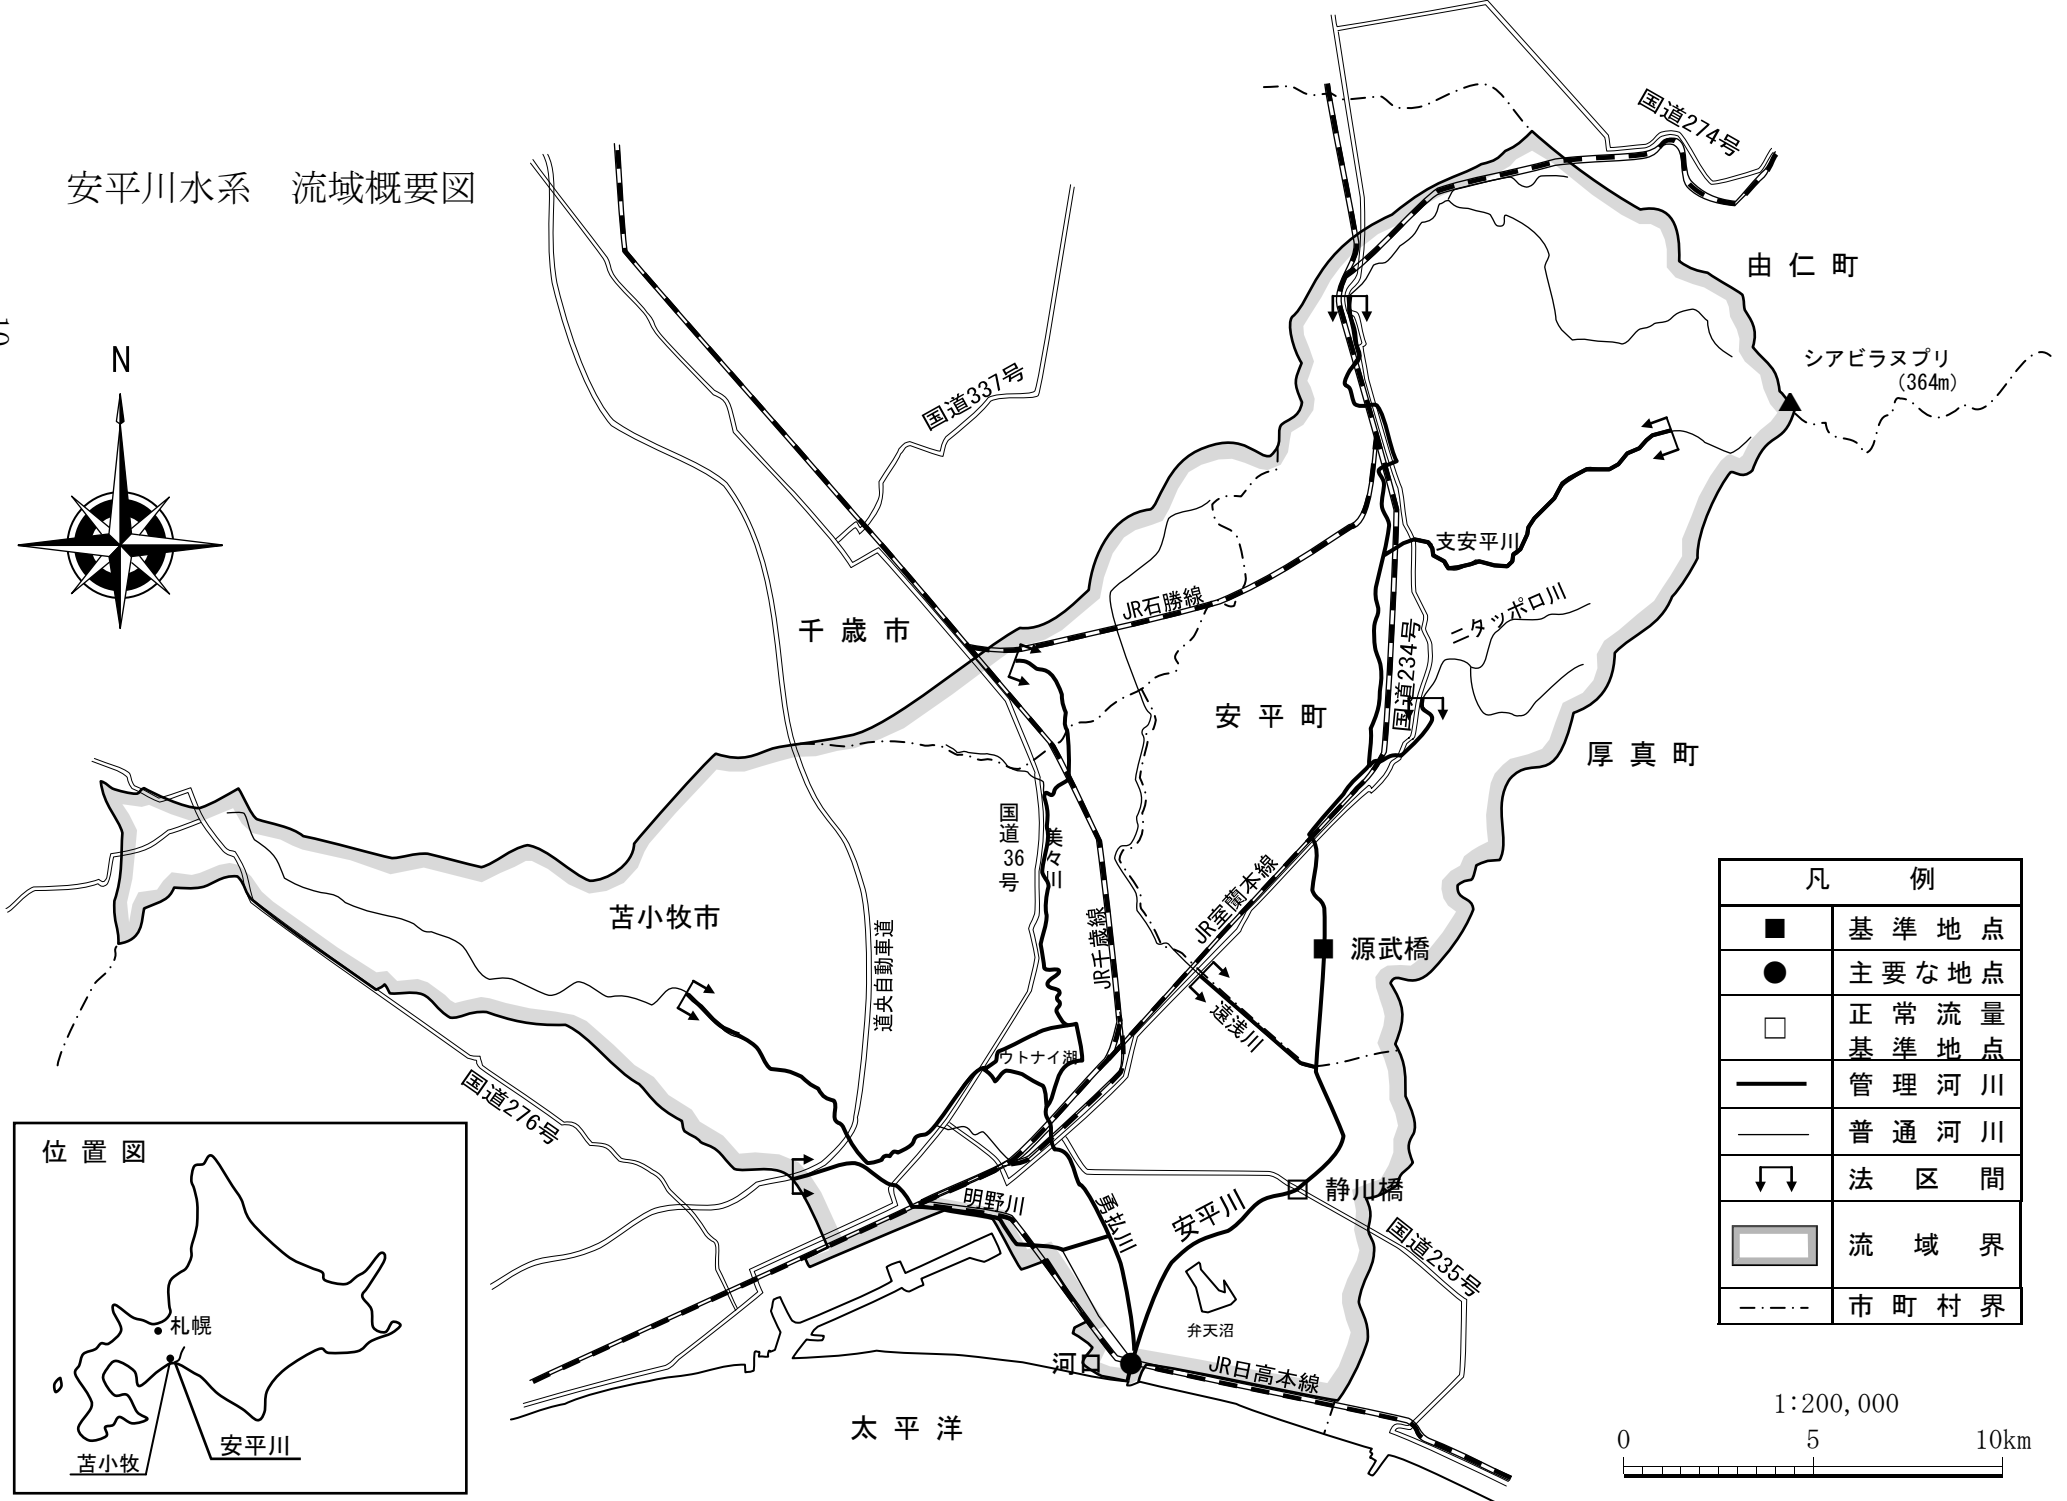 安平川水系　流域概要図
19
N
国道274号
由仁町
シアビラヌプリ
(364m)
国道337号
支安平川
ニタッポロ川
JR石勝線
千歳市
国道234号
安平町
厚真町
国道36号
美々川
JR室蘭本線
苫小牧市
道央自動車道
JR千歳線
源武橋
遠浅川
ウトナイ湖
国道276号
静川橋
明野川
勇払川
安平川
国道235号
弁天沼
河口
JR日高本線
太平洋
凡例
基準地点
主要な地点
正常流量
基準地点
管理河川
普通河川
法区間
流域界
市町村界
1:200,000
0 5 10km
位置図
札幌
安平川
苫小牧